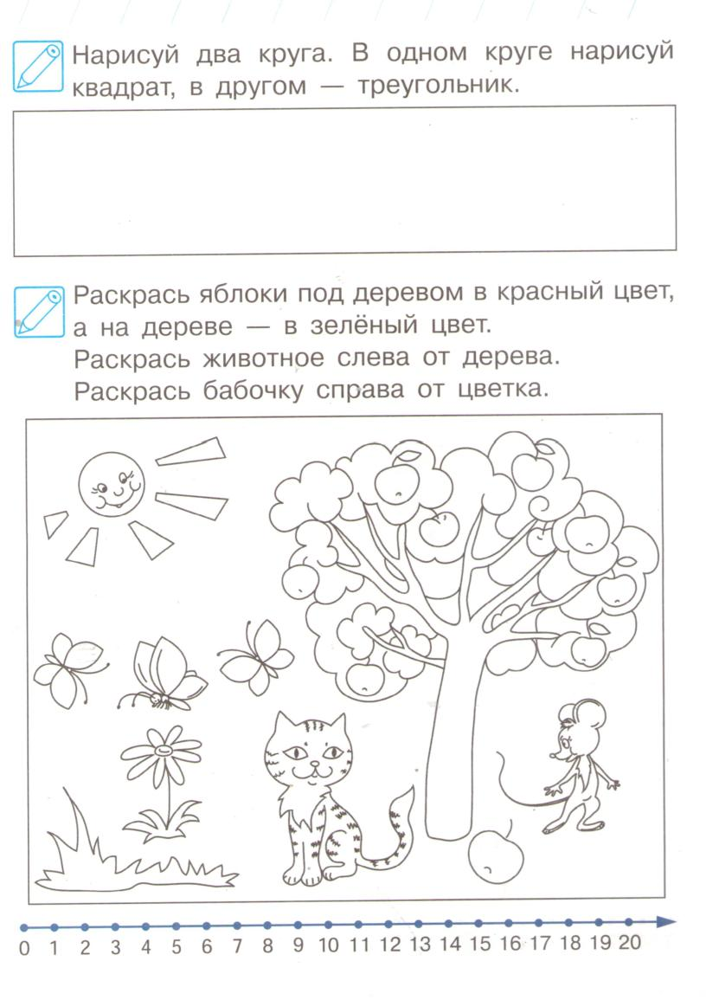 Нарисуй два круга. В одном круге нарисуй
квадрат, в другом — треугольник.
Раскрась яблоки под деревом в красный цвет,
а на дереве — в зелёный цвет.
Раскрась животное слева от дерева.
Раскрась бабочку справа от цветка.
0 1 2 3 4 5 6 7 8 9 10 11 12 13 14 15 16 17 18 19 20